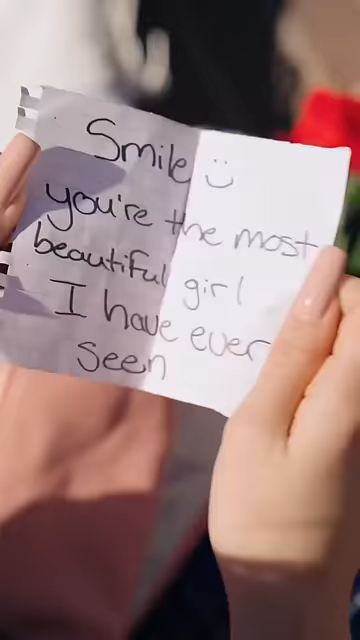 Smile :)
you're the most
beautiful girl
I have ever
seen